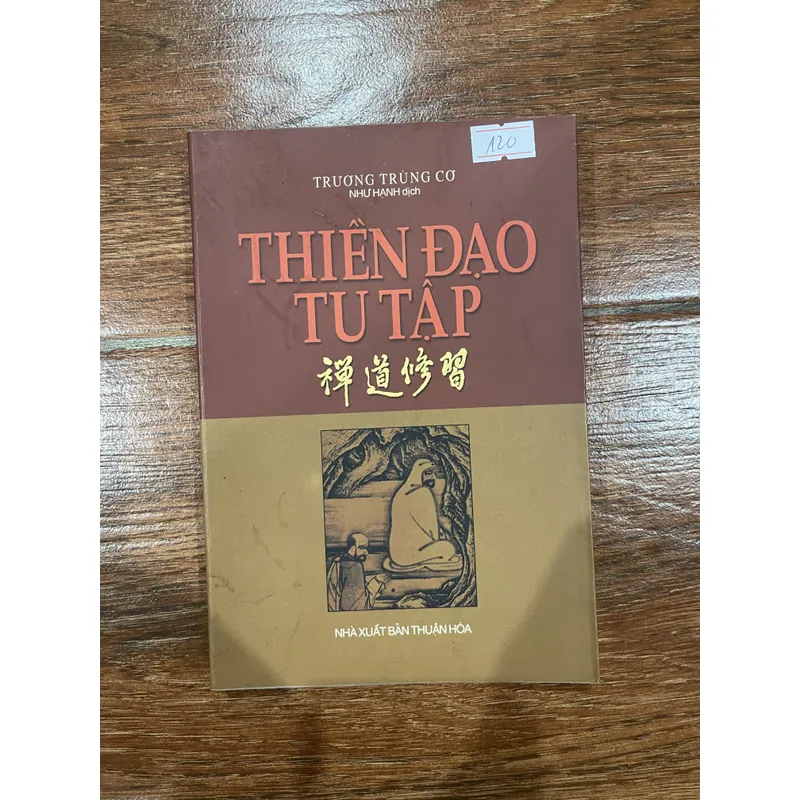 120
TRƯƠNG TRÙNG CƠ
NHƯ HẠNH dịch
THIỀN ĐẠO
TU TẬP
禪道修習
NHÀ XUẤT BẢN THUẬN HÓA